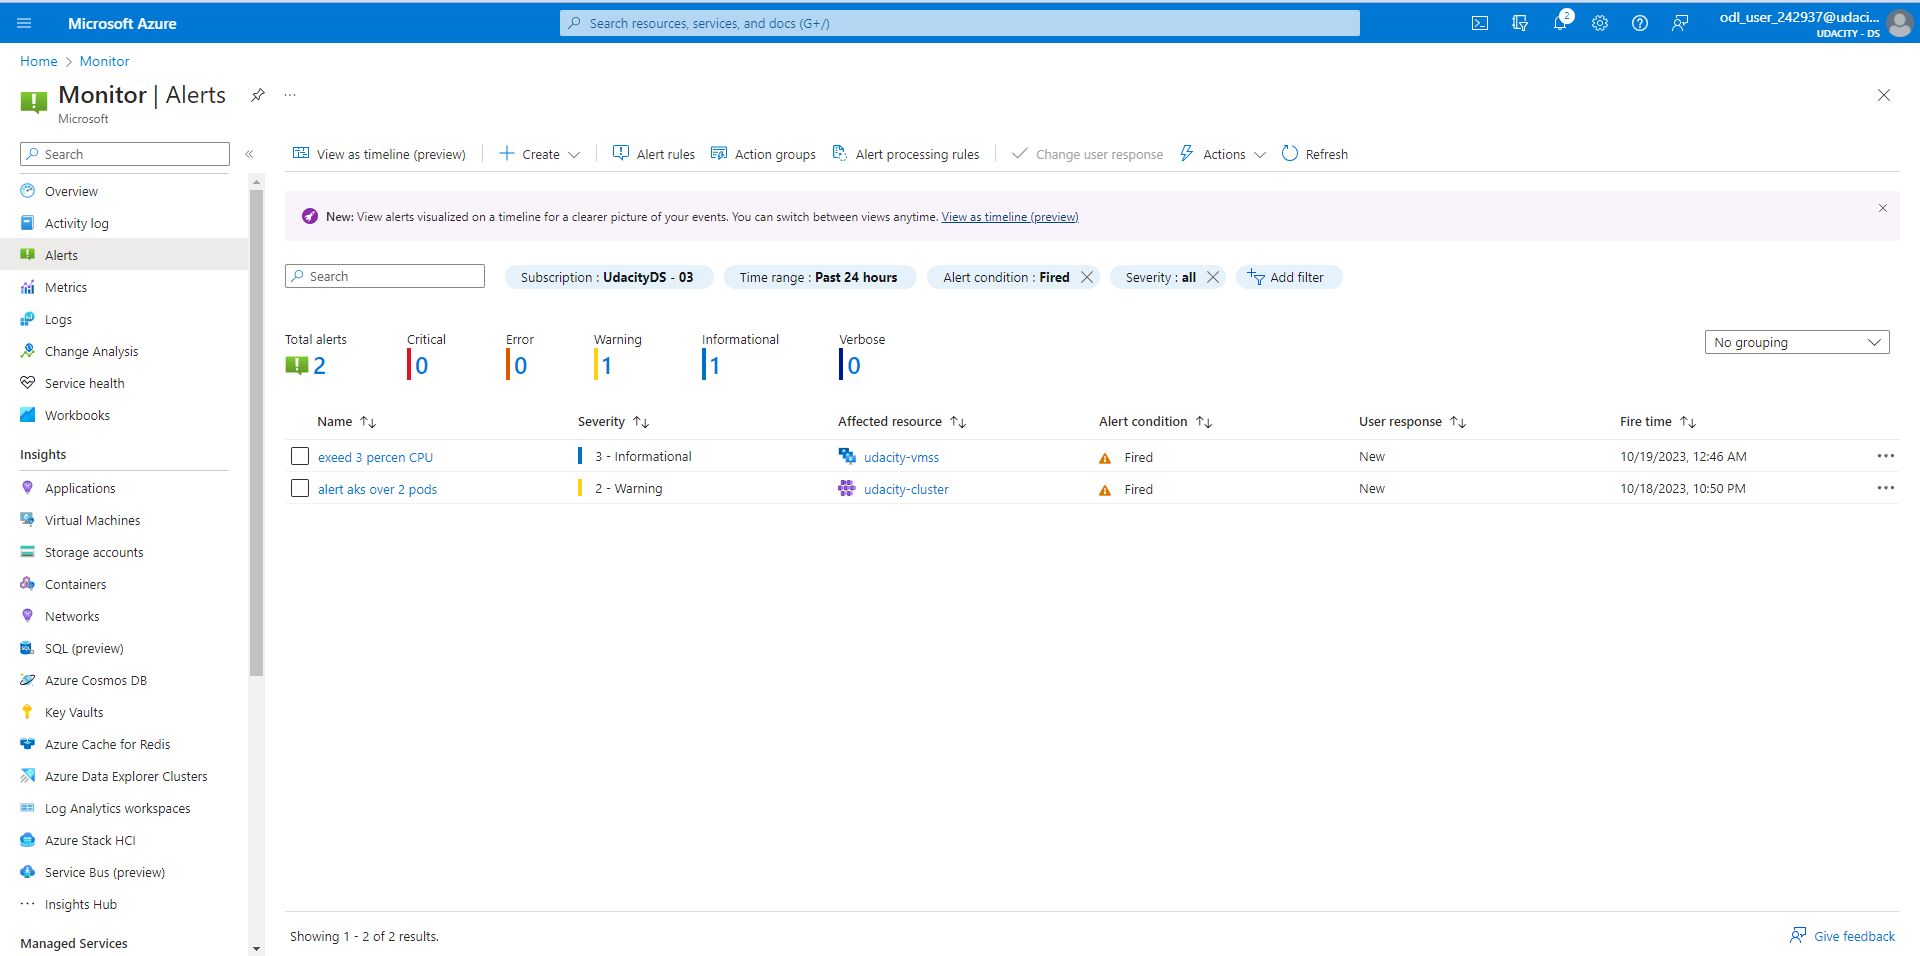 Microsoft Azure
Search resources, services, and docs (G+/)
2
odl_user_242937@udaci...
UDACITY - DS
Home > Monitor
Monitor | Alerts
...
Microsoft
Search
«
Overview
Activity log
Alerts
Metrics
Logs
Change Analysis
Service health
Workbooks
Insights
Applications
Virtual Machines
Storage accounts
Containers
Networks
SQL (preview)
Azure Cosmos DB
Key Vaults
Azure Cache for Redis
Azure Data Explorer Clusters
Log Analytics workspaces
Azure Stack HCI
Service Bus (preview)
Insights Hub
Managed Services
View as timeline (preview) Create Alert rules Action groups Alert processing rules Change user response Actions Refresh
New: View alerts visualized on a timeline for a clearer picture of your events. You can switch between views anytime. View as timeline (preview)
Search Subscription : UdacityDS - 03 Time range : Past 24 hours Alert condition : Fired Severity : all Add filter
Total alerts Critical Error Warning Informational Verbose
2 0 0 1 1 0
No grouping
Name Severity Affected resource Alert condition User response Fire time
exeed 3 percen CPU 3 - Informational udacity-vmss Fired New 10/19/2023, 12:46 AM ...
alert aks over 2 pods 2 - Warning udacity-cluster Fired New 10/18/2023, 10:50 PM ...
Showing 1 - 2 of 2 results.
Give feedback